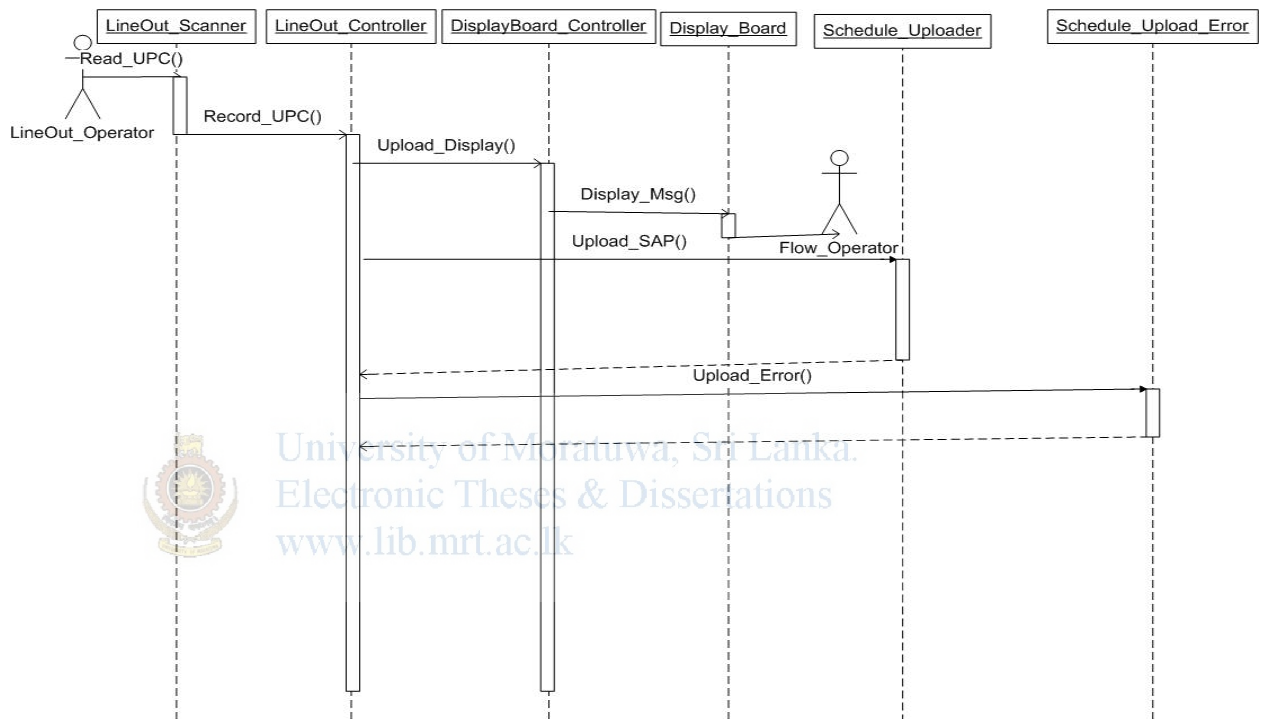 LineOut_Scanner
LineOut_Controller
DisplayBoard_Controller
Display_Board
Schedule_Uploader
Schedule_Upload_Error
Read_UPC()
LineOut_Operator
Record_UPC()
Upload_Display()
Display_Msg()
Upload_SAP()
Flow_Operator
Upload_Error()
University of Moratuwa, Sri Lanka.
Electronic Theses & Dissertations
www.lib.mrt.ac.lk